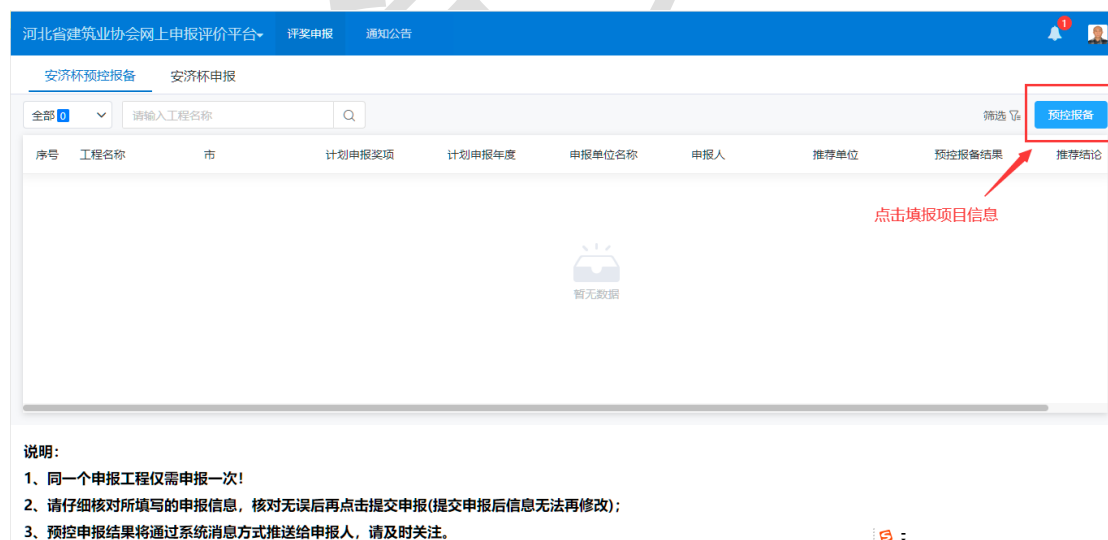 河北省建筑业协会网上申报评价平台 评奖申报 通知公告 1
安济杯预控报备 安济杯申报
全部 0 请输入工程名称 筛选 预控报备
序号 工程名称 市 计划申报奖项 计划申报年度 申报单位名称 申报人 推荐单位 预控报备结果 推荐结论
点击填报项目信息
暂无数据
说明:
1、同一个申报工程仅需申报一次!
2、请仔细核对所填写的申报信息，核对无误后再点击提交申报(提交申报后信息无法再修改);
3、预控申报结果将通过系统消息方式推送给申报人，请及时关注。